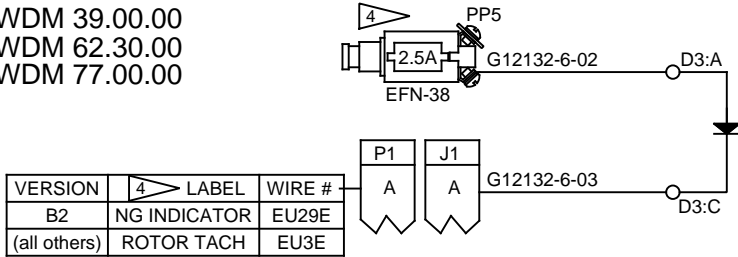 WDM 39.00.00
WDM 62.30.00
WDM 77.00.00
4
PP5
2.5A
EFN-38
G12132-6-02
D3:A
P1
J1
A
A
G12132-6-03
D3:C
VERSION 4 LABEL WIRE #
B2 NG INDICATOR EU29E
(all others) ROTOR TACH EU3E